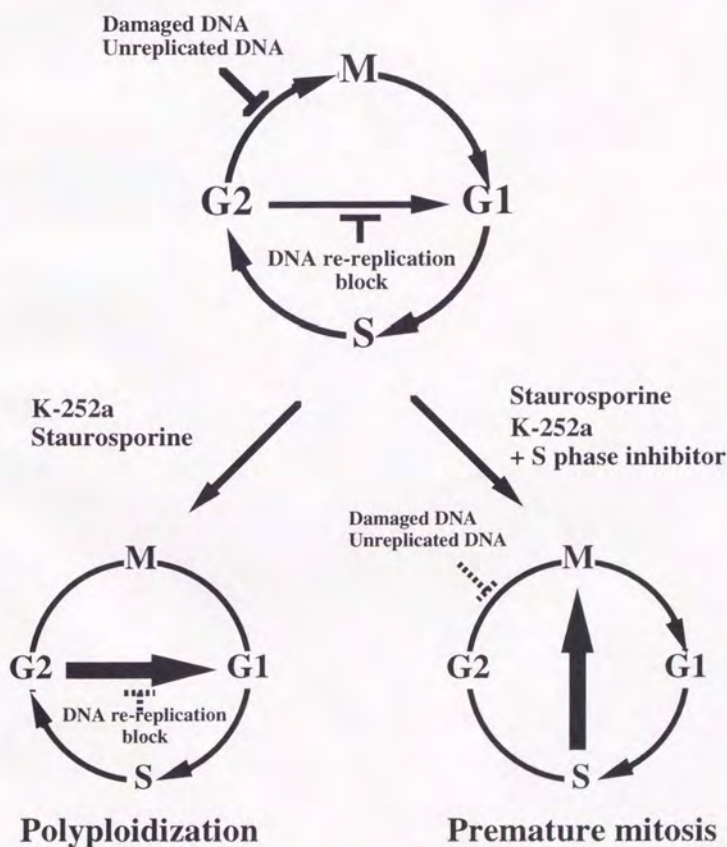 Damaged DNA
Unreplicated DNA
M
G2
G1
DNA re-replication
block
S
K-252a
Staurosporine
Staurosporine
K-252a
+ S phase inhibitor
M
G2
G1
DNA re-replication
block
S
Polyploidization
Damaged DNA
Unreplicated DNA
M
G2
G1
S
Premature mitosis